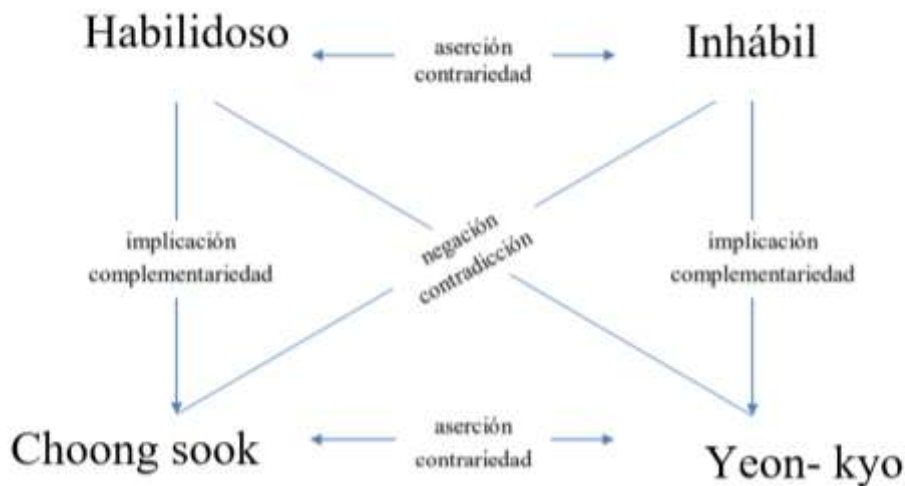 Habilidoso
aserción
contrariedad
Inhábil
implicación
complementariedad
negación
contradicción
implicación
complementariedad
Choong sook
aserción
contrariedad
Yeon- kyo